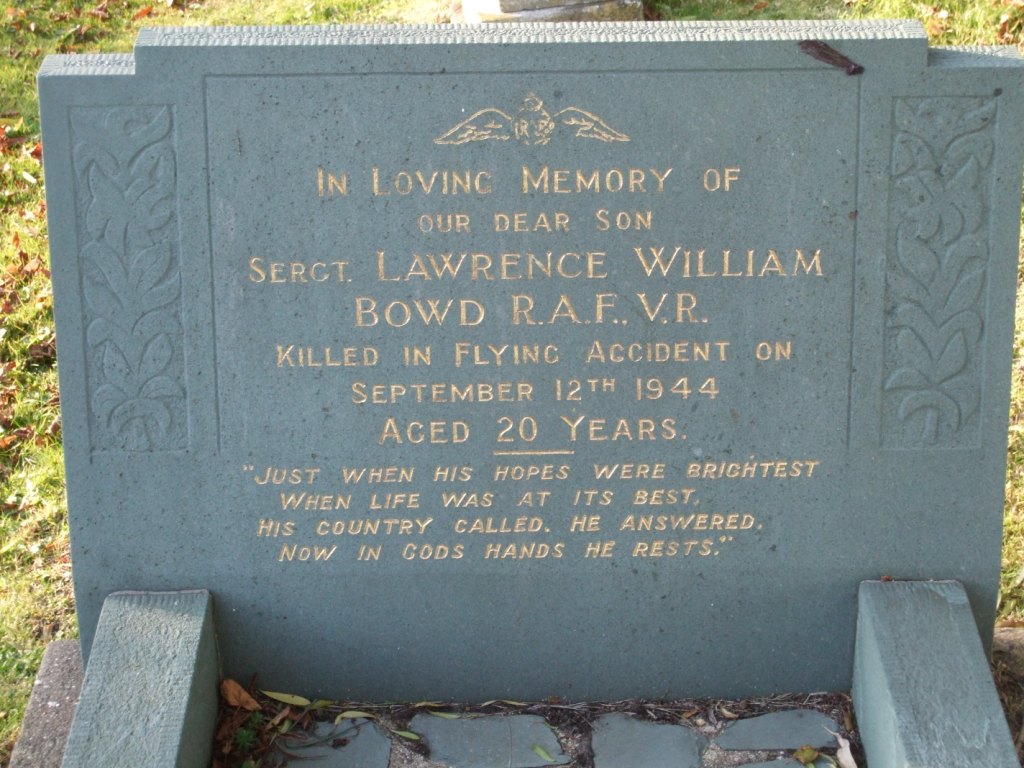 IN LOVING MEMORY OF
OUR DEAR SON
SERGT. LAWRENCE WILLIAM
BOWD R.A.F., V.R.
KILLED IN FLYING ACCIDENT ON
SEPTEMBER 12TH 1944
AGED 20 YEARS.
"JUST WHEN HIS HOPES WERE BRIGHTEST
WHEN LIFE WAS AT ITS BEST,
HIS COUNTRY CALLED. HE ANSWERED.
NOW IN GODS HANDS HE RESTS."